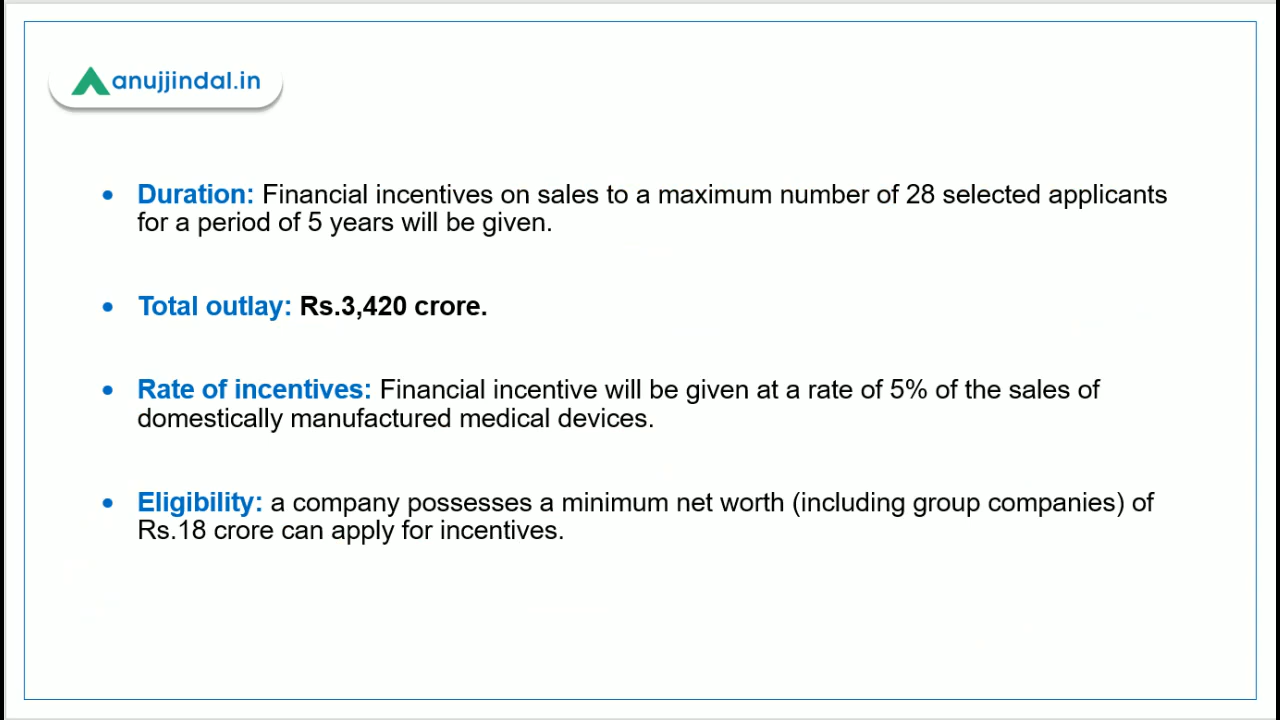 anujjindal.in
• Duration: Financial incentives on sales to a maximum number of 28 selected applicants
for a period of 5 years will be given.
• Total outlay: Rs.3,420 crore.
• Rate of incentives: Financial incentive will be given at a rate of 5% of the sales of
domestically manufactured medical devices.
• Eligibility: a company possesses a minimum net worth (including group companies) of
Rs.18 crore can apply for incentives.